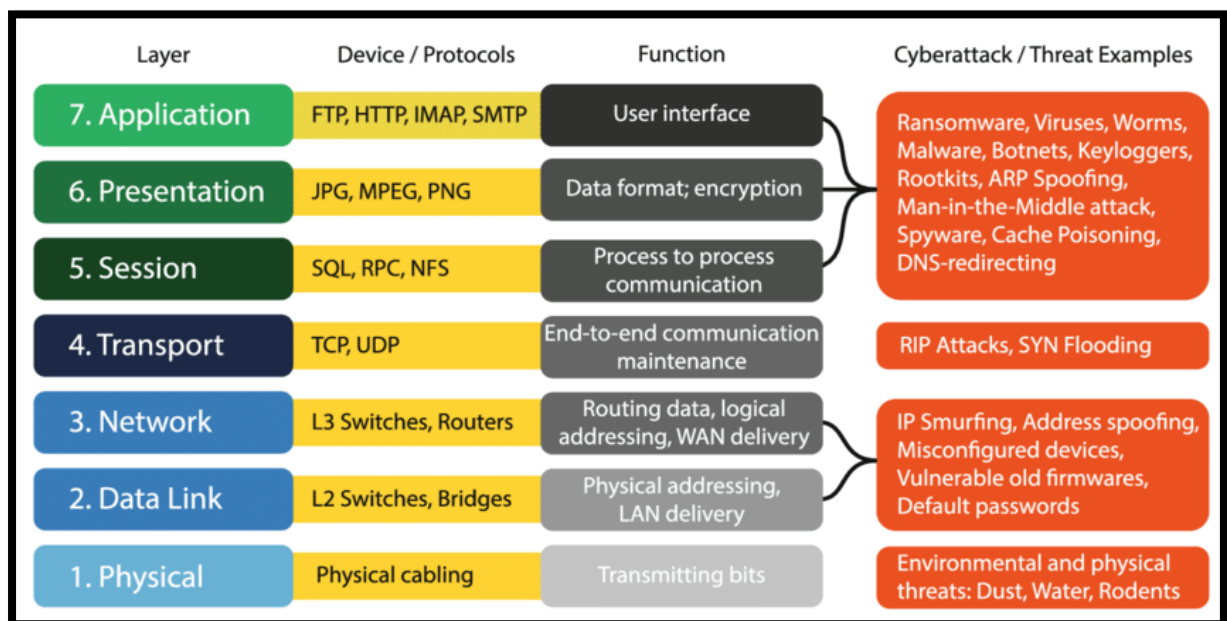 Layer
Device / Protocols
Function
Cyberattack / Threat Examples
7. Application
FTP, HTTP, IMAP, SMTP
User interface
6. Presentation
JPG, MPEG, PNG
Data format; encryption
5. Session
SQL, RPC, NFS
Process to process
communication
Ransomware, Viruses, Worms,
Malware, Botnets, Keyloggers,
Rootkits, ARP Spoofing,
Man-in-the-Middle attack,
Spyware, Cache Poisoning,
DNS-redirecting
4. Transport
TCP, UDP
End-to-end communication
maintenance
RIP Attacks, SYN Flooding
3. Network
L3 Switches, Routers
Routing data, logical
addressing, WAN delivery
2. Data Link
L2 Switches, Bridges
Physical addressing,
LAN delivery
IP Smurfing, Address spoofing,
Misconfigured devices,
Vulnerable old firmwares,
Default passwords
1. Physical
Physical cabling
Transmitting bits
Environmental and physical
threats: Dust, Water, Rodents